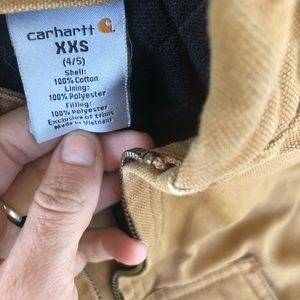 carhartt
XXS
(4/5)
Shell:
100% Cotton
Lining:
100% Polyester
Filling:
100% Polyester
Exclusive of trims
Made in Vietnam